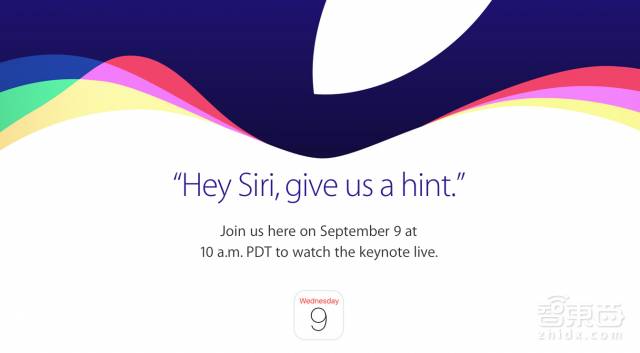 “Hey Siri, give us a hint.”
Join us here on September 9 at
10 a.m. PDT to watch the keynote live.
Wednesday
9
智東西
zhidx.com